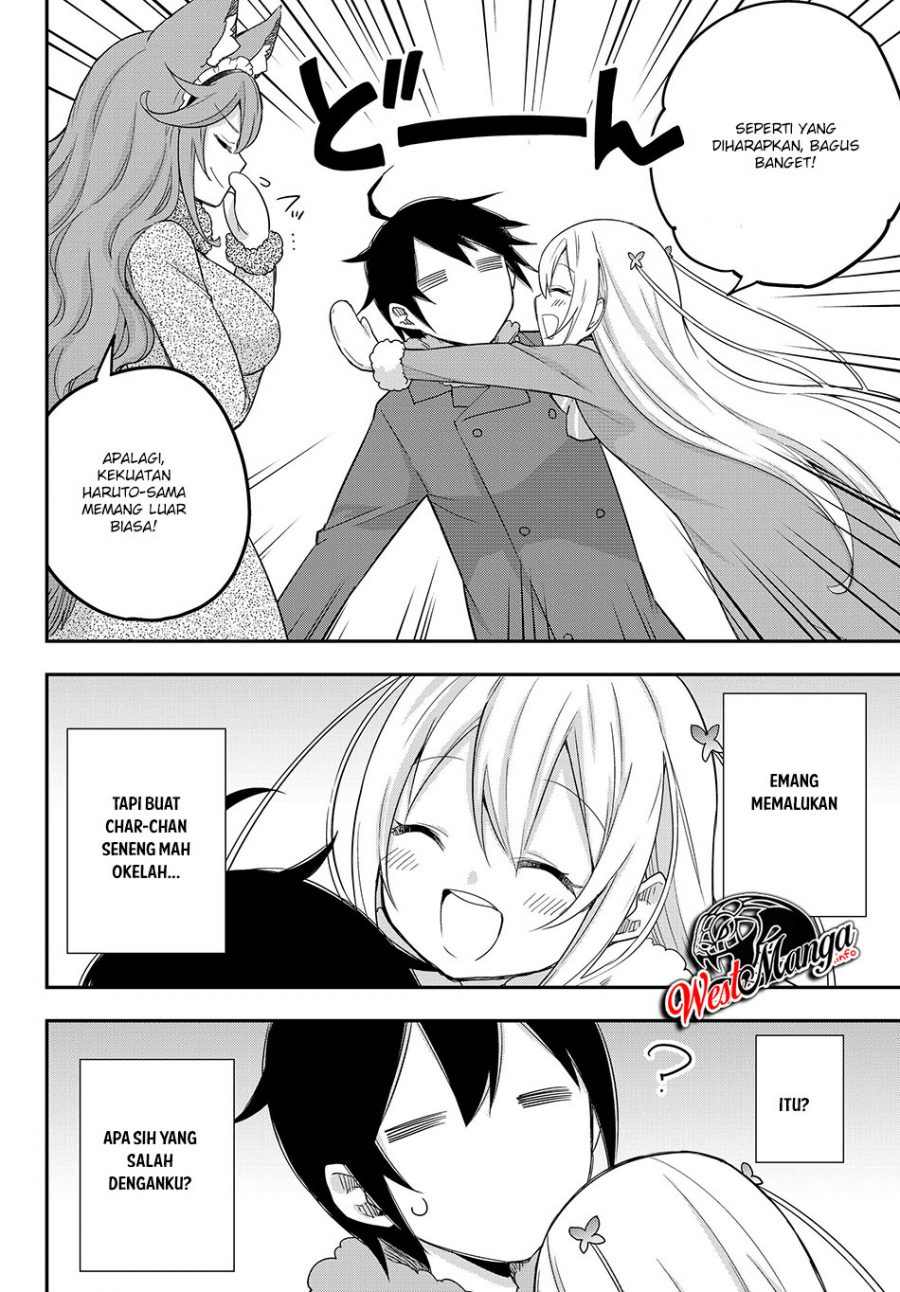 どーん
SEPERTI YANG
DIHARAPKAN, BAGUS
BANGET!
APALAGI,
KEKUATAN
HARUTO-SAMA
MEMANG LUAR
BIASA!
EMANG
MEMALUKAN
TAPI BUAT
CHAR-CHAN
SENENG MAH
OKELAH...
WestManga
.info
ITU?
?
APA SIH YANG
SALAH
DENGANKU?